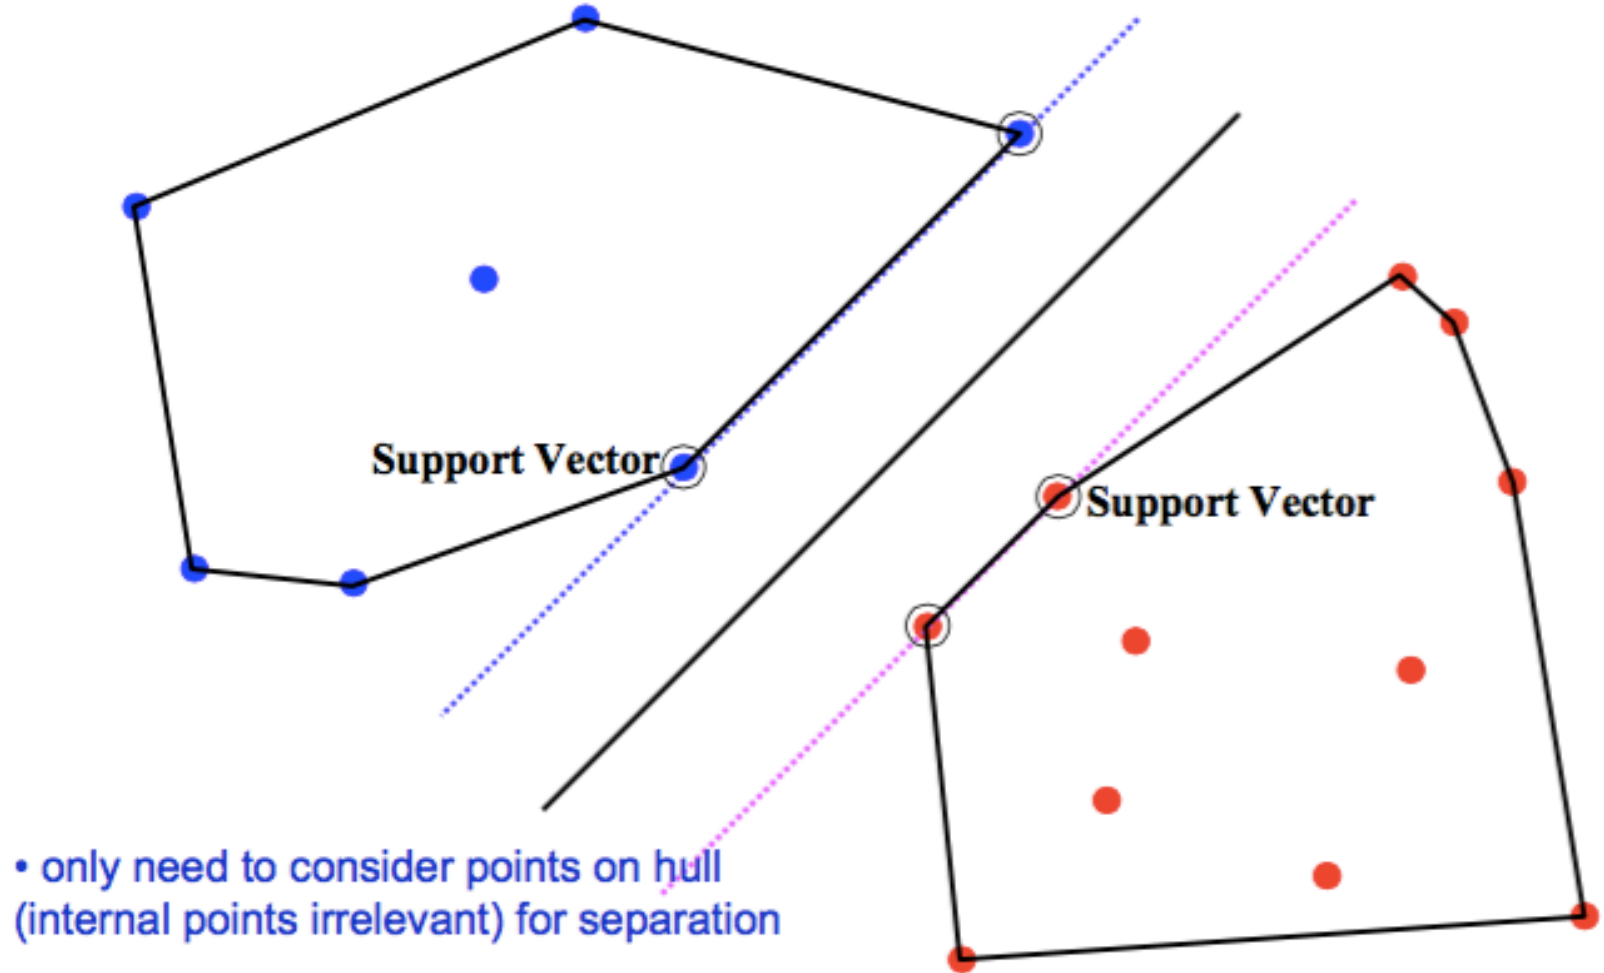 Support Vector
Support Vector
• only need to consider points on hull
(internal points irrelevant) for separation